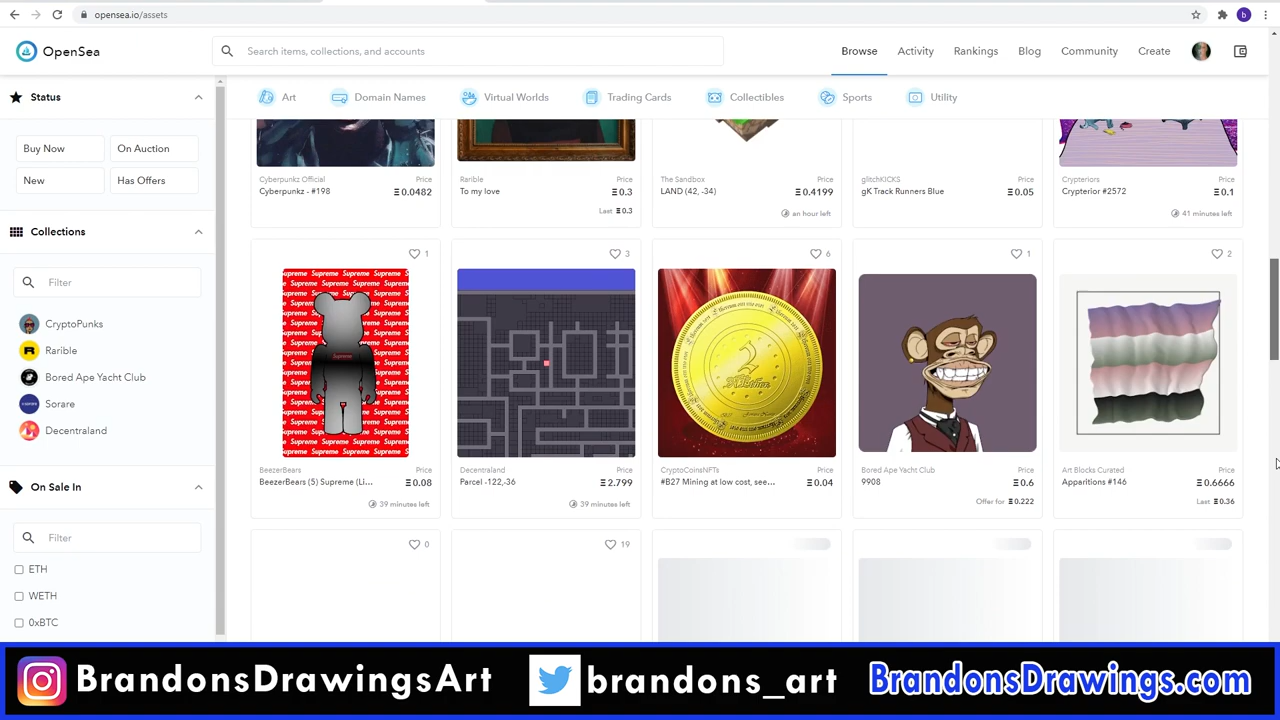 opensea.io/assets
b
OpenSea
Search items, collections, and accounts
Browse
Activity
Rankings
Blog
Community
Create
Status
Art
Domain Names
Virtual Worlds
Trading Cards
Collectibles
Sports
Utility
Buy Now
On Auction
New
Has Offers
Cyberpunkz Official
Price
Cyberpunkz - #198
0.0482
Rarible
Price
To my love
0.3
Last 0.3
The Sandbox
Price
LAND (42, -34)
0.4199
an hour left
glitchKICKS
Price
gK Track Runners Blue
0.05
Crypteriors
Price
Crypterior #2572
0.1
41 minutes left
Collections
Filter
CryptoPunks
Rarible
Bored Ape Yacht Club
Sorare
Decentraland
1
3
6
1
2
Supreme
BeezerBears
Price
BeezerBears (5) Supreme (Li...
0.08
39 minutes left
Decentraland
Price
Parcel -122,-36
2.799
39 minutes left
CryptoCoinsNFTs
Price
#B27 Mining at low cost, see...
0.04
Bored Ape Yacht Club
Price
9908
0.6
Offer for 0.222
Art Blocks Curated
Price
Apparitions #146
0.6666
Last 0.36
On Sale In
Filter
ETH
WETH
0xBTC
0
19
BrandonsDrawingsArt
brandons_art
BrandonsDrawings.com